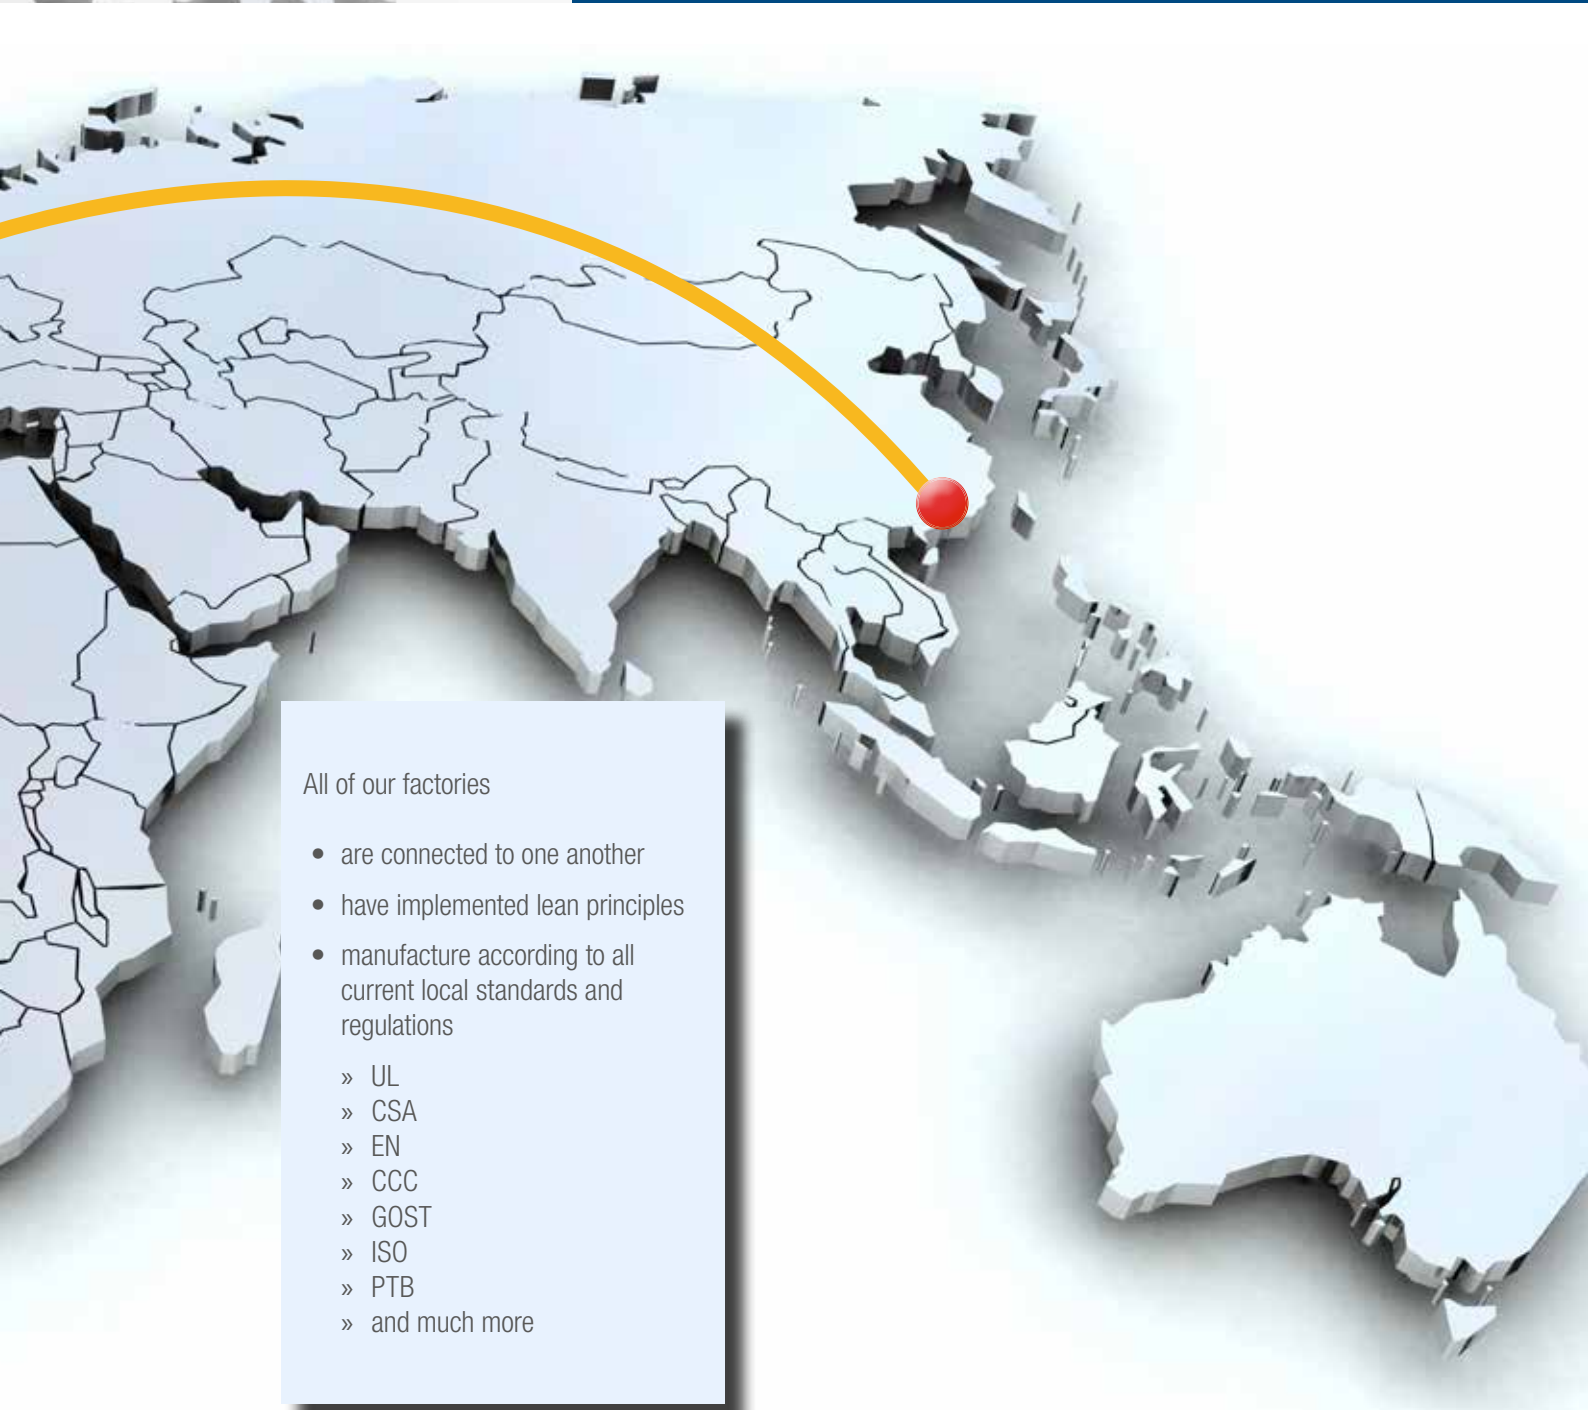 All of our factories
• are connected to one another
• have implemented lean principles
• manufacture according to all
current local standards and
regulations
» UL
» CSA
» EN
» CCC
» GOST
» ISO
» PTB
» and much more